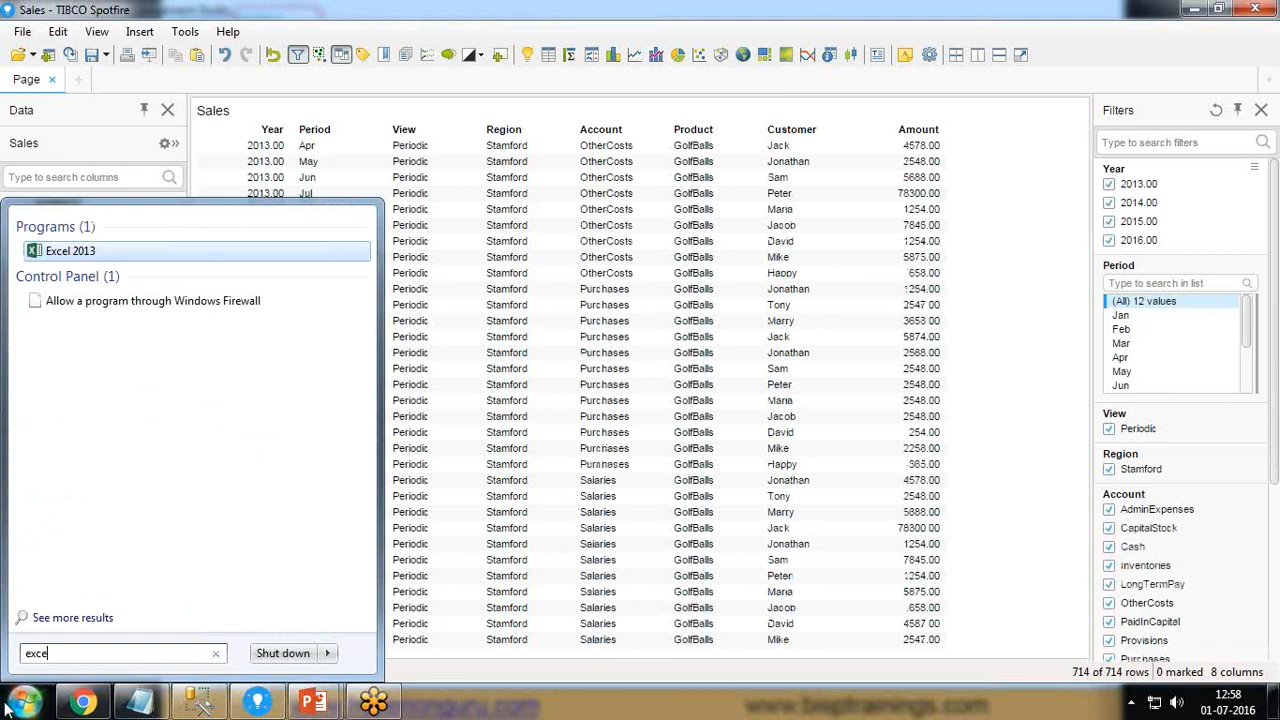 Sales - TIBCO Spotfire
File Edit View Insert Tools Help
Page
Data
Sales
Type to search columns
Programs (1)
Excel 2013
Control Panel (1)
Allow a program through Windows Firewall
See more results
exce
Shut down
Sales
Year Period View Region Account Product Customer Amount
2013.00 Apr Periodic Stamford OtherCosts GolfBalls Jack 4578.00
2013.00 May Periodic Stamford OtherCosts GolfBalls Jonathan 2548.00
2013.00 Jun Periodic Stamford OtherCosts GolfBalls Sam 5688.00
2013.00 Jul Periodic Stamford OtherCosts GolfBalls Peter 78300.00
Periodic Stamford OtherCosts GolfBalls Maria 1254.00
Periodic Stamford OtherCosts GolfBalls Jacob 7845.00
Periodic Stamford OtherCosts GolfBalls David 1254.00
Periodic Stamford OtherCosts GolfBalls Mike 5875.00
Periodic Stamford OtherCosts GolfBalls Happy 658.00
Periodic Stamford Purchases GolfBalls Jonathan 1254.00
Periodic Stamford Purchases GolfBalls Tony 2547.00
Periodic Stamford Purchases GolfBalls Marry 3653.00
Periodic Stamford Purchases GolfBalls Jack 5874.00
Periodic Stamford Purchases GolfBalls Jonathan 2568.00
Periodic Stamford Purchases GolfBalls Sam 2548.00
Periodic Stamford Purchases GolfBalls Peter 2548.00
Periodic Stamford Purchases GolfBalls Maria 2548.00
Periodic Stamford Purchases GolfBalls Jacob 2548.00
Periodic Stamford Purchases GolfBalls David 254.00
Periodic Stamford Purchases GolfBalls Mike 2258.00
Periodic Stamford Purchases GolfBalls Happy 365.00
Periodic Stamford Salaries GolfBalls Jonathan 4578.00
Periodic Stamford Salaries GolfBalls Tony 2548.00
Periodic Stamford Salaries GolfBalls Marry 5888.00
Periodic Stamford Salaries GolfBalls Jack 78300.00
Periodic Stamford Salaries GolfBalls Jonathan 1254.00
Periodic Stamford Salaries GolfBalls Sam 7845.00
Periodic Stamford Salaries GolfBalls Peter 1254.00
Periodic Stamford Salaries GolfBalls Maria 5875.00
Periodic Stamford Salaries GolfBalls Jacob 658.00
Periodic Stamford Salaries GolfBalls David 4587.00
Periodic Stamford Salaries GolfBalls Mike 2547.00
Filters
Type to search filters
Year
2013.00
2014.00
2015.00
2016.00
Period
Type to search in list
(All) 12 values
Jan
Feb
Mar
Apr
May
Jun
View
Periodic
Region
Stamford
Account
AdminExpenses
CapitalStock
Cash
Inventories
LongTermPay
OtherCosts
PaidInCapital
Provisions
Purchases
714 of 714 rows 0 marked 8 columns
www.bisptrainings.com
12:58
01-07-2016